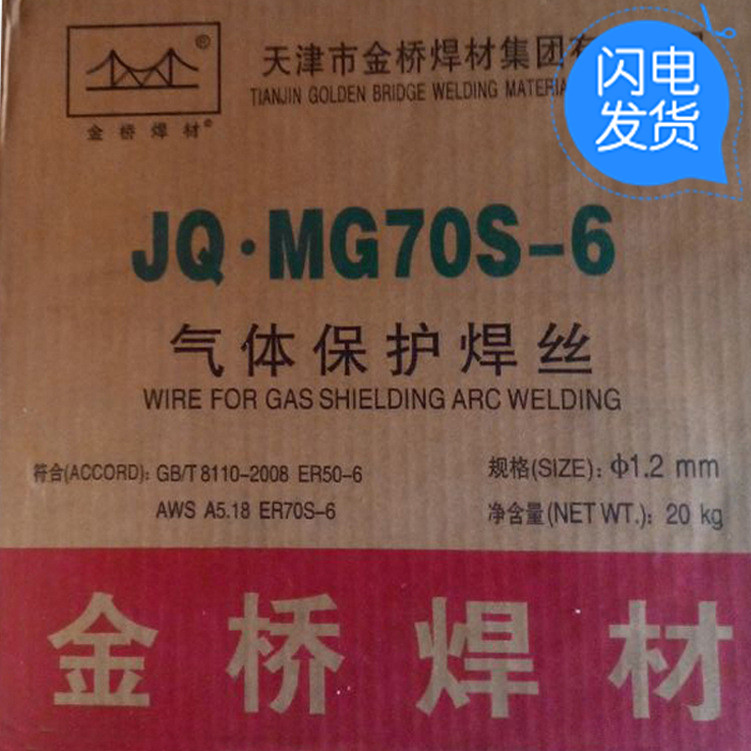 ®
金桥焊材®
天津市金桥焊材集团
TIANJIN GOLDEN BRIDGE WELDING MATERIA
闪电
发货
JQ·MG70S-6
气体保护焊丝
WIRE FOR GAS SHIELDING ARC WELDING
符合(ACCORD): GB/T 8110-2008 ER50-6
AWS A5.18 ER70S-6
规格(SIZE): Φ1.2 mm
净含量(NET WT.): 20 kg
金桥焊材